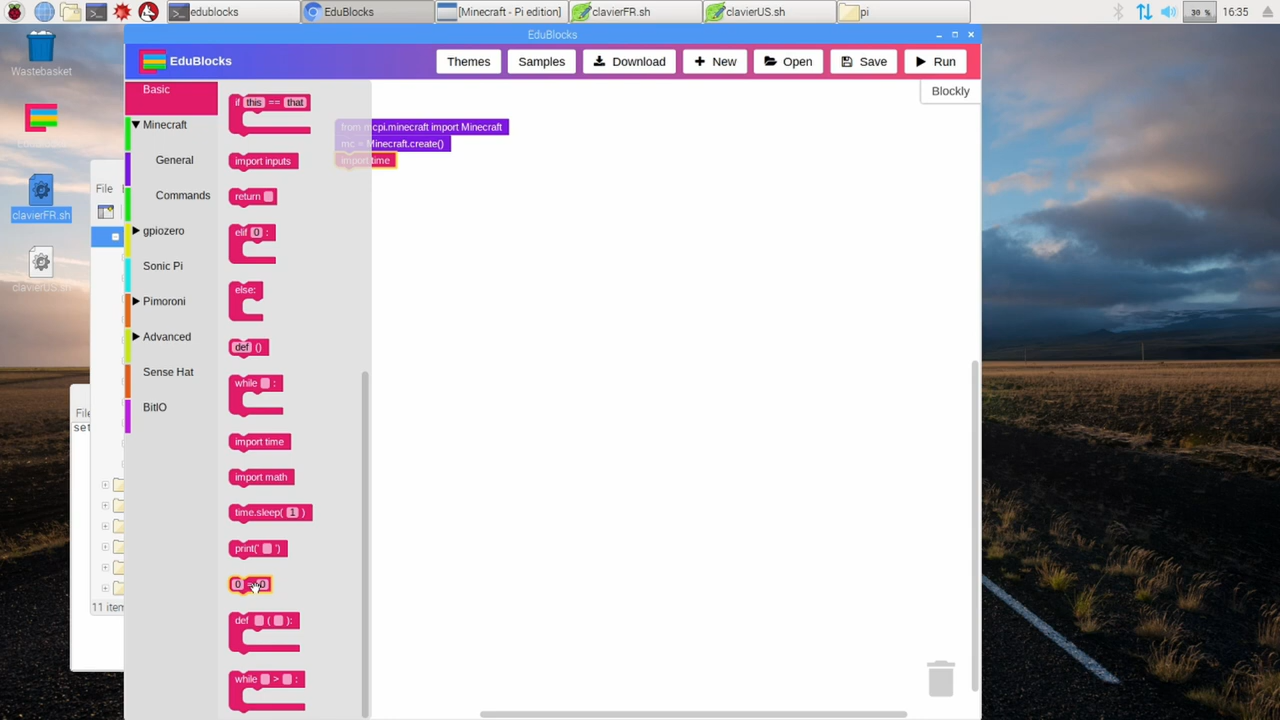 edublocks
EduBlocks
[Minecraft - Pi edition]
clavierFR.sh
clavierUS.sh
pi
30 %
16:35
EduBlocks
Wastebasket
EduBlocks
Themes
Samples
Download
New
Open
Save
Run
Blockly
Basic
Minecraft
General
Commands
gpiozero
Sonic Pi
Pimoroni
Advanced
Sense Hat
BitIO
if this == that
import inputs
return
elif 0 :
else:
def ()
while :
import time
import math
time.sleep( 1 )
print(' ')
def ( ):
while > :
from mcpi.minecraft import Minecraft
mc = Minecraft.create()
import time
clavierFR.sh
clavierUS.sh
File
11 item